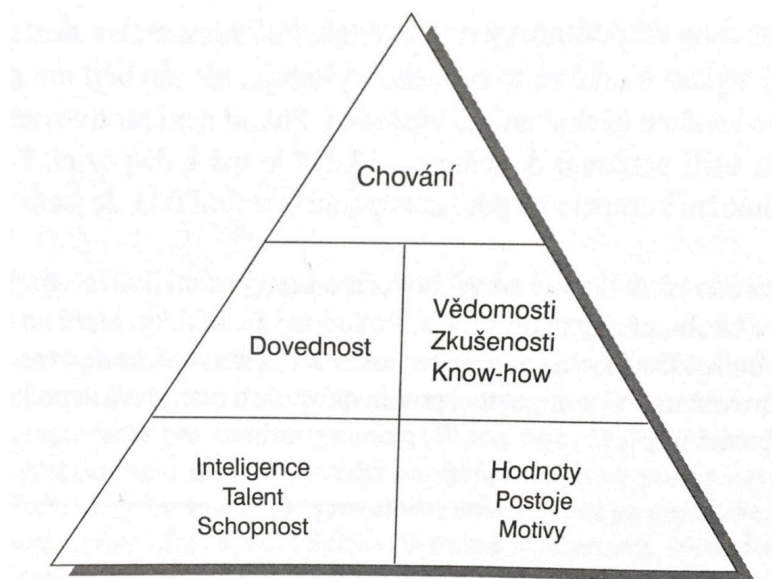 Chování
Dovednost
Vědomosti
Zkušenosti
Know-how
Inteligence
Talent
Schopnost
Hodnoty
Postoje
Motivy